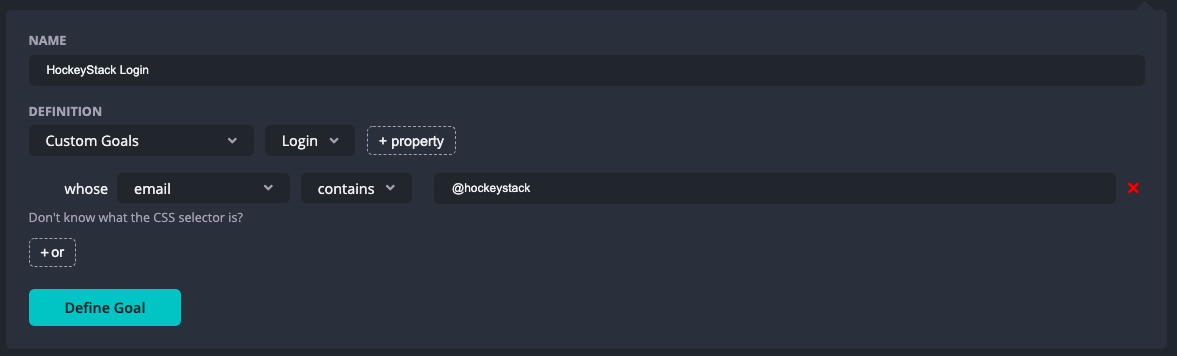 NAME
HockeyStack Login
DEFINITION
Custom Goals Login + property
whose email contains @hockeystack
Don't know what the CSS selector is?
+ or
Define Goal